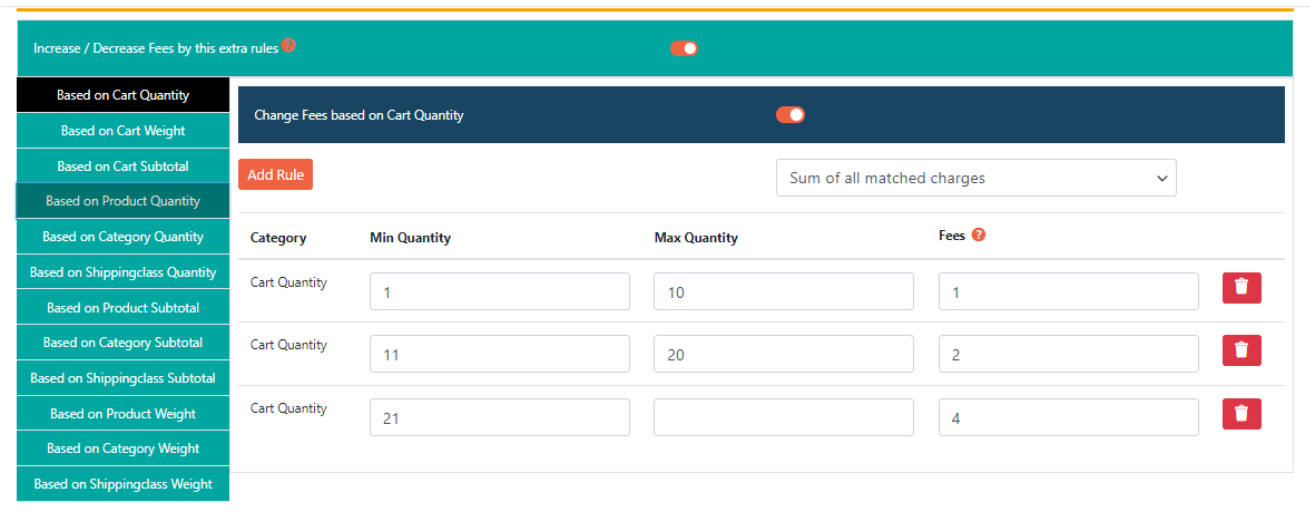 Increase / Decrease Fees by this extra rules ?
Based on Cart Quantity
Based on Cart Weight
Based on Cart Subtotal
Based on Product Quantity
Based on Category Quantity
Based on Shippingclass Quantity
Based on Product Subtotal
Based on Category Subtotal
Based on Shippingclass Subtotal
Based on Product Weight
Based on Category Weight
Based on Shippingclass Weight
Change Fees based on Cart Quantity
Add Rule Sum of all matched charges
Category Min Quantity Max Quantity Fees ?
Cart Quantity 1 10 1
Cart Quantity 11 20 2
Cart Quantity 21 4